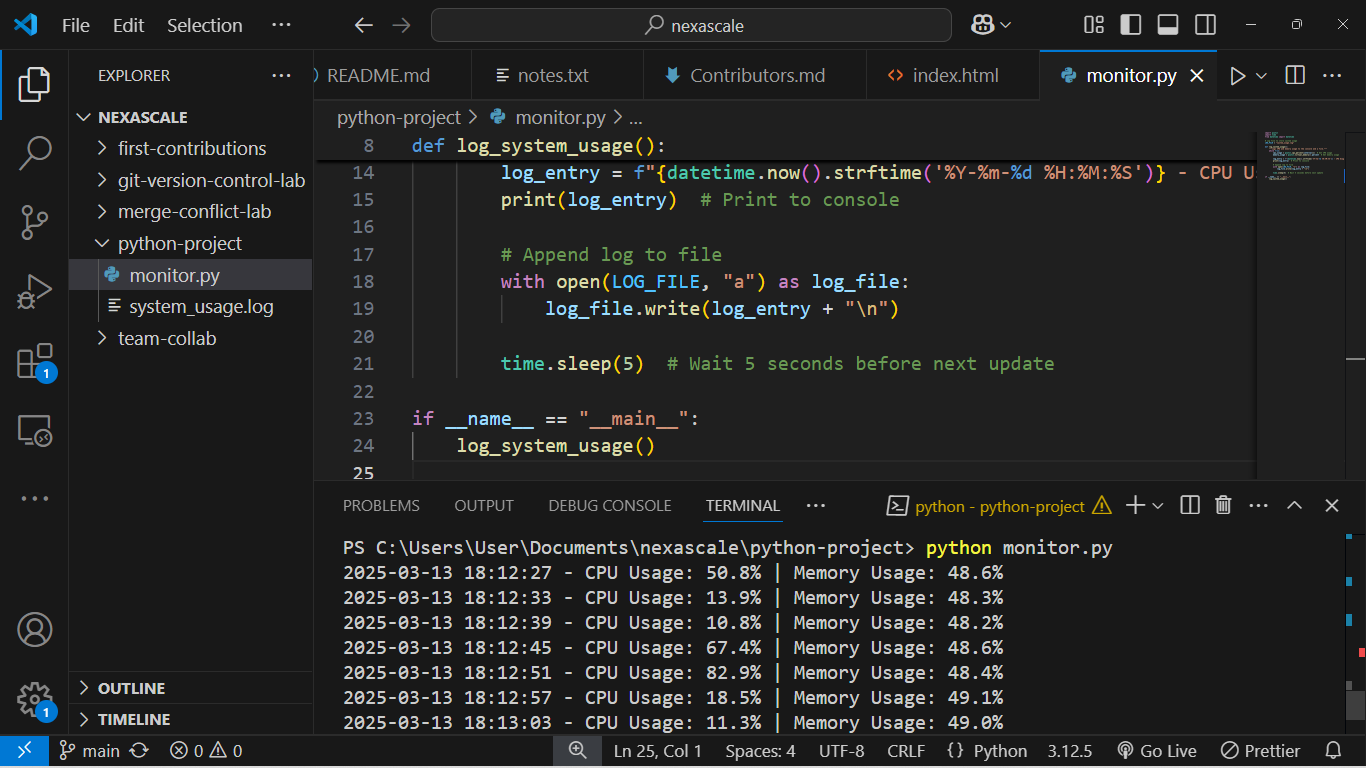 File Edit Selection ··· nexascale
EXPLORER ···
NEXASCALE
first-contributions
git-version-control-lab
merge-conflict-lab
python-project
monitor.py
system_usage.log
team-collab
OUTLINE
TIMELINE
README.md notes.txt Contributors.md index.html monitor.py
python-project > monitor.py > ...
8 def log_system_usage():
14 log_entry = f"{datetime.now().strftime('%Y-%m-%d %H:%M:%S')} - CPU U
15 print(log_entry)  # Print to console
16
17 # Append log to file
18 with open(LOG_FILE, "a") as log_file:
19 log_file.write(log_entry + "\n")
20
21 time.sleep(5)  # Wait 5 seconds before next update
22
23 if __name__ == "__main__":
24 log_system_usage()
25
PROBLEMS OUTPUT DEBUG CONSOLE TERMINAL ··· python - python-project
PS C:\Users\User\Documents\nexascale\python-project> python monitor.py
2025-03-13 18:12:27 - CPU Usage: 50.8% | Memory Usage: 48.6%
2025-03-13 18:12:33 - CPU Usage: 13.9% | Memory Usage: 48.3%
2025-03-13 18:12:39 - CPU Usage: 10.8% | Memory Usage: 48.2%
2025-03-13 18:12:45 - CPU Usage: 67.4% | Memory Usage: 48.6%
2025-03-13 18:12:51 - CPU Usage: 82.9% | Memory Usage: 48.4%
2025-03-13 18:12:57 - CPU Usage: 18.5% | Memory Usage: 49.1%
2025-03-13 18:13:03 - CPU Usage: 11.3% | Memory Usage: 49.0%
1
1
main 0 0 Ln 25, Col 1 Spaces: 4 UTF-8 CRLF {} Python 3.12.5 Go Live Prettier